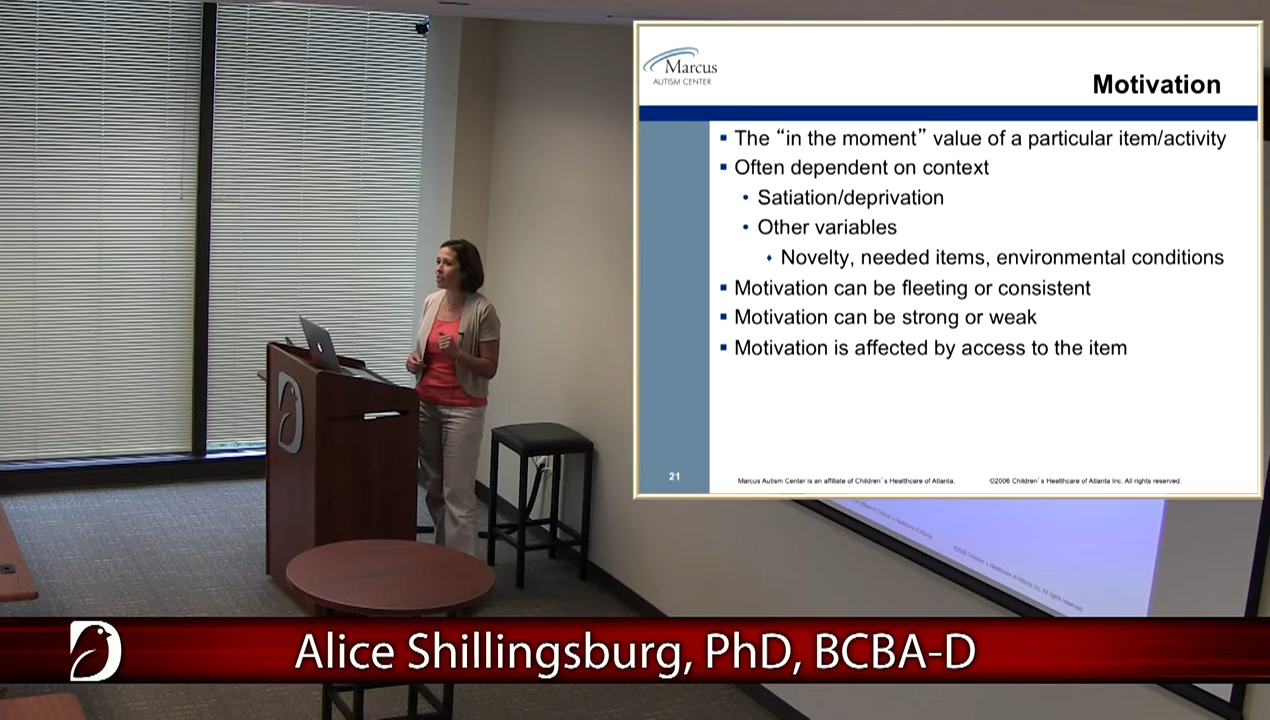 Marcus
AUTISM CENTER
Motivation
The “in the moment” value of a particular item/activity
Often dependent on context
Satiation/deprivation
Other variables
Novelty, needed items, environmental conditions
Motivation can be fleeting or consistent
Motivation can be strong or weak
Motivation is affected by access to the item
21
Marcus Autism Center is an affiliate of Children’s Healthcare of Atlanta.
©2006 Children’s Healthcare of Atlanta Inc. All rights reserved.
Alice Shillingsburg, PhD, BCBA-D